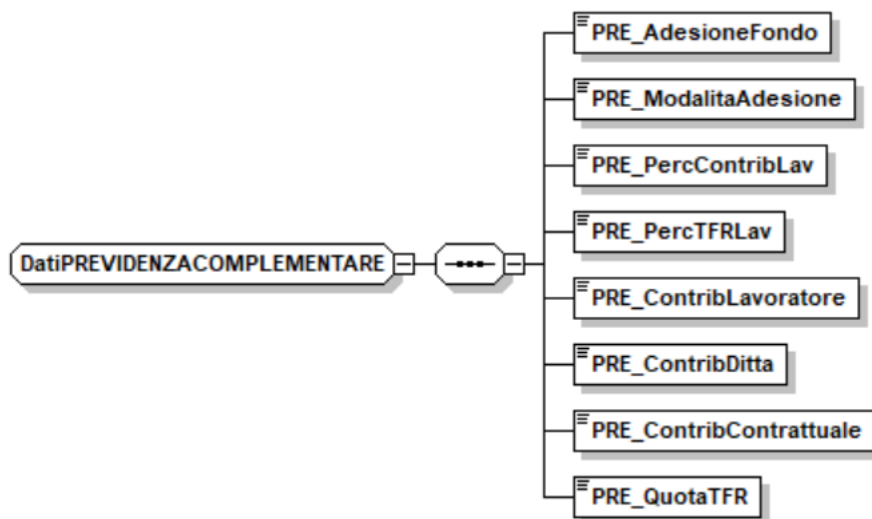 PRE_AdesioneFondo
PRE_ModalitaAdesione
PRE_PercContribLav
PRE_PercTFRLav
DatiPREVIDENZACOMPLEMENTARE
PRE_ContribLavoratore
PRE_ContribDitta
PRE_ContribContrattuale
PRE_QuotaTFR